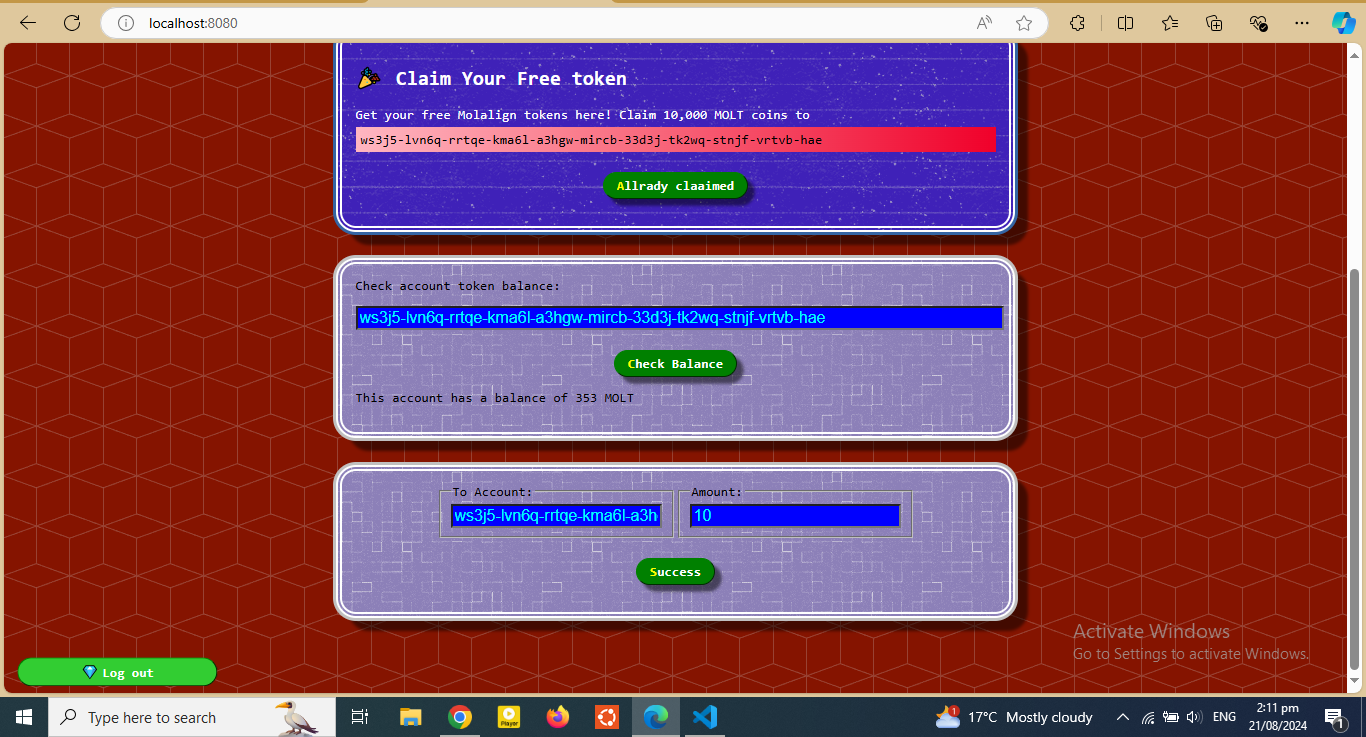 localhost:8080
Claim Your Free token
Get your free Molalign tokens here! Claim 10,000 MOLT coins to
ws3j5-lvn6q-rrtqe-kma6l-a3hgw-mircb-33d3j-tk2wq-stnjf-vrtvb-hae
Allrady claaimed
Check account token balance:
ws3j5-lvn6q-rrtqe-kma6l-a3hgw-mircb-33d3j-tk2wq-stnjf-vrtvb-hae
Check Balance
This account has a balance of 353 MOLT
To Account:
ws3j5-lvn6q-rrtqe-kma6l-a3h
Amount:
10
Success
Activate Windows
Go to Settings to activate Windows.
Log out
Type here to search
Player
1
17°C Mostly cloudy
ENG
2:11 pm
21/08/2024
1